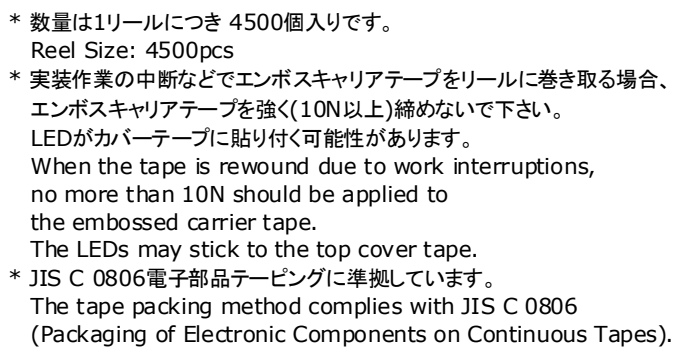 * 数量は1リールにつき 4500個入りです。
Reel Size: 4500pcs
* 実装作業の中断などでエンボスキャリアテープをリールに巻き取る場合、
エンボスキャリアテープを強く(10N以上)締めないで下さい。
LEDがカバーテープに貼り付く可能性があります。
When the tape is rewound due to work interruptions,
no more than 10N should be applied to
the embossed carrier tape.
The LEDs may stick to the top cover tape.
* JIS C 0806電子部品テーピングに準拠しています。
The tape packing method complies with JIS C 0806
(Packaging of Electronic Components on Continuous Tapes).